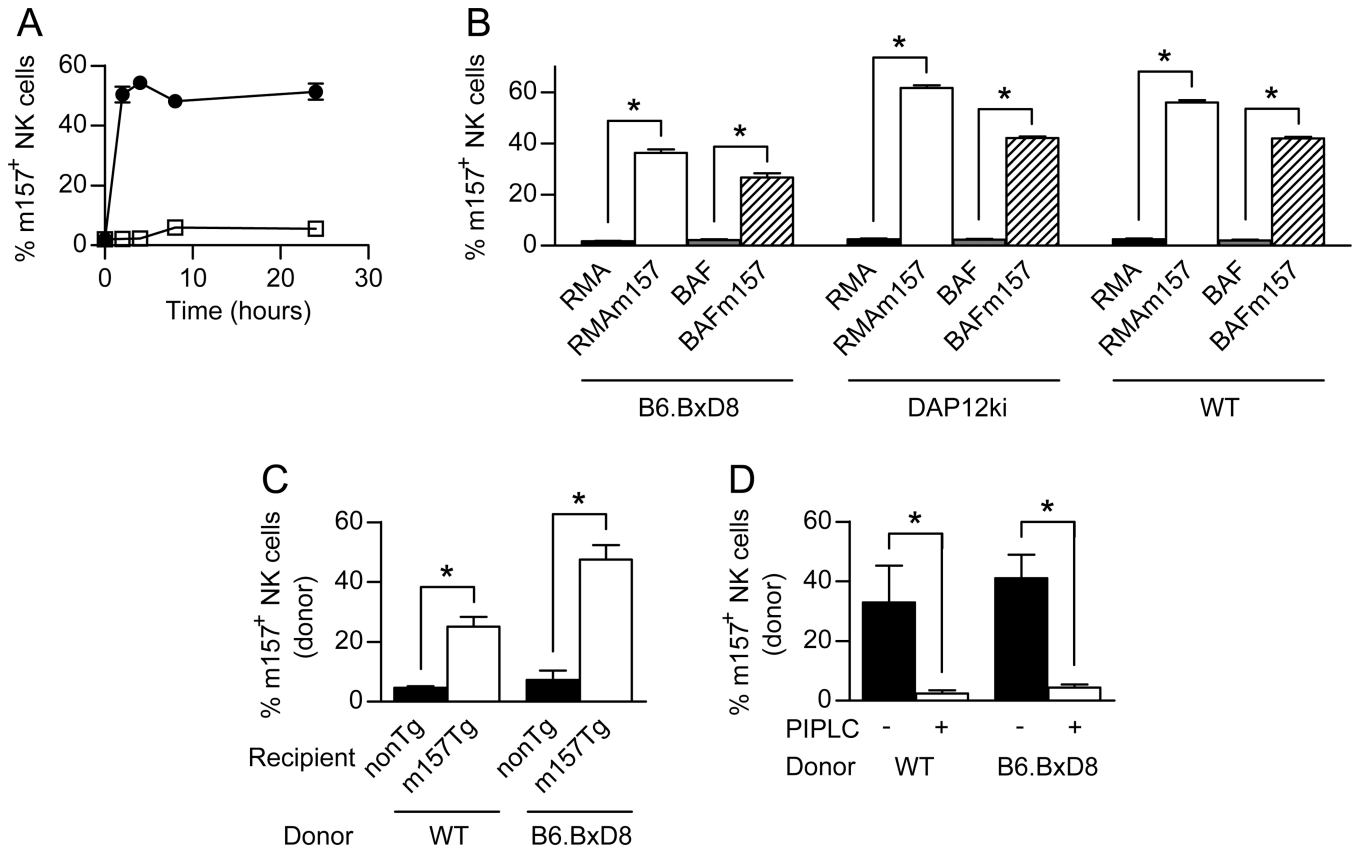 A
% m157+ NK cells
60
40
20
0
0 10 20 30
Time (hours)
B
% m157+ NK cells
60
40
20
0
* * * * * *
RMA RMAm157 BAF BAFm157 RMA RMAm157 BAF BAFm157 RMA RMAm157 BAF BAFm157
B6.BxD8 DAP12ki WT
C
% m157+ NK cells
(donor)
60
40
20
0
* *
Recipient nonTg m157Tg nonTg m157Tg
Donor WT B6.BxD8
D
% m157+ NK cells
(donor)
60
40
20
0
* *
PIPLC - + - +
Donor WT B6.BxD8